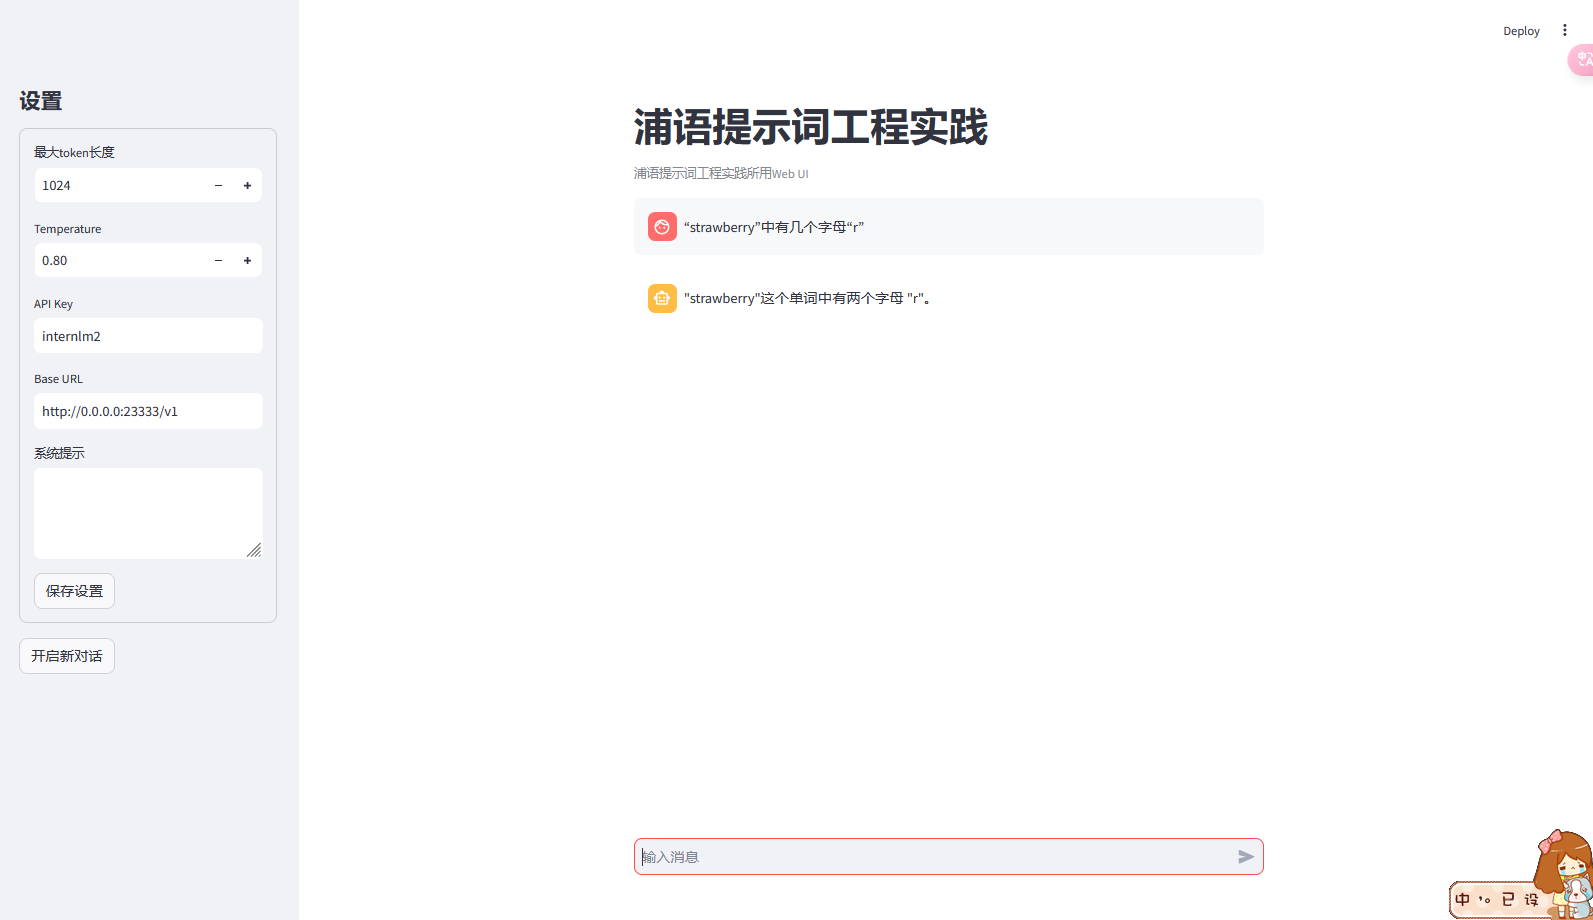 Deploy
设置
最大token长度
1024
Temperature
0.80
API Key
internlm2
Base URL
http://0.0.0.0:23333/v1
系统提示
保存设置
开启新对话
浦语提示词工程实践
浦语提示词工程实践所用Web UI
“strawberry”中有几个字母“r”
"strawberry"这个单词中有两个字母 "r"。
输入消息
中 ’。 已 设